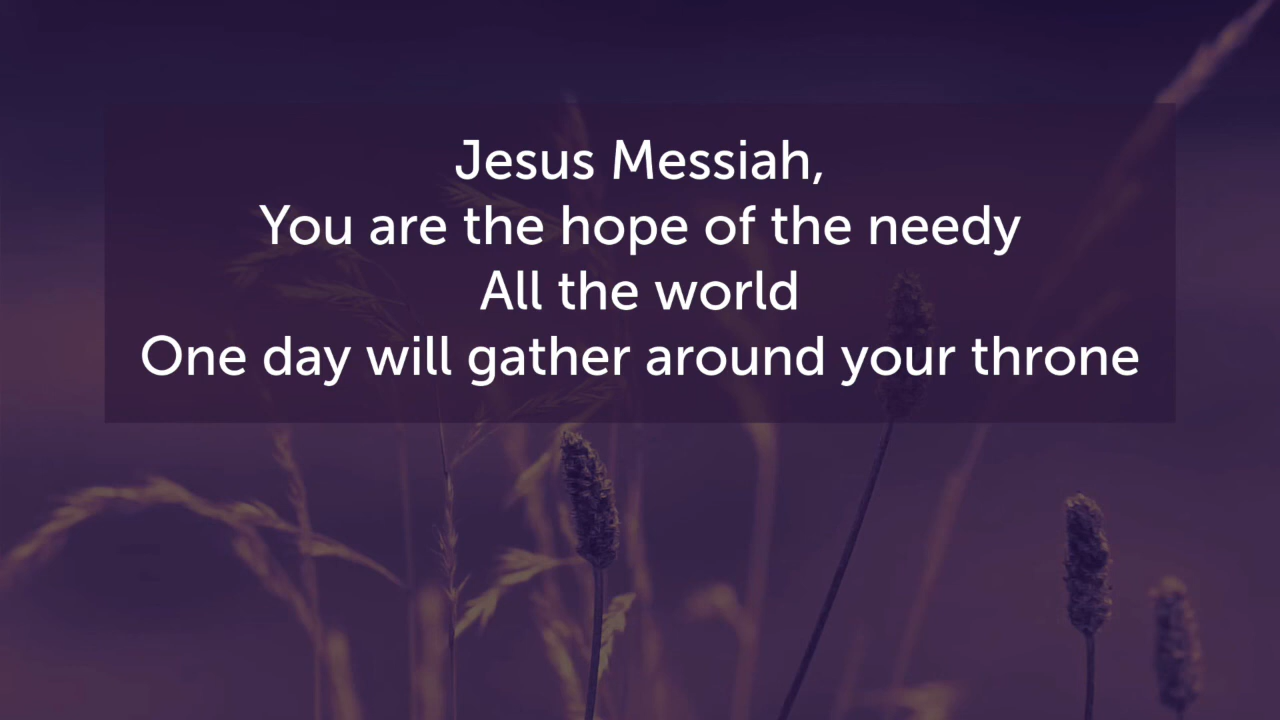 Jesus Messiah,
You are the hope of the needy
All the world
One day will gather around your throne